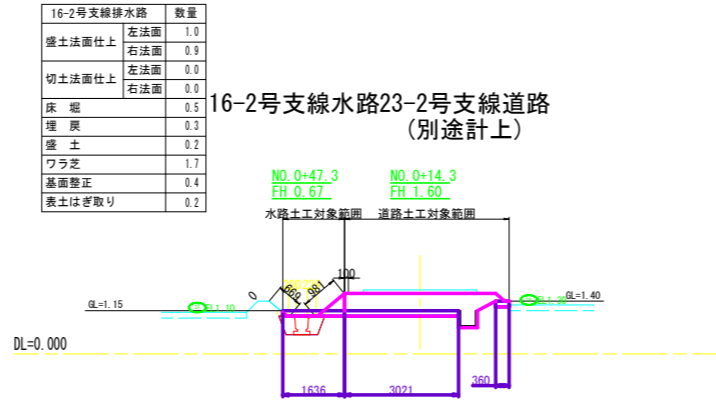 16-2号支線排水路 数量
盛土法面仕上 左法面 1.0
右法面 0.9
切土法面仕上 左法面 0.0
右法面 0.0
床 堀 0.5
埋 戻 0.3
盛 土 0.2
ワラ芝 1.7
基面整正 0.4
表土はぎ取り 0.2
16-2号支線水路23-2号支線道路
(別途計上)
NO.0+47.3 NO.0+14.3
FH 0.67 FH 1.60
水路土工対象範囲 道路土工対象範囲
100
0 669 981
GL=1.15 GL=1.40
DL=0.000
1636 3021 360